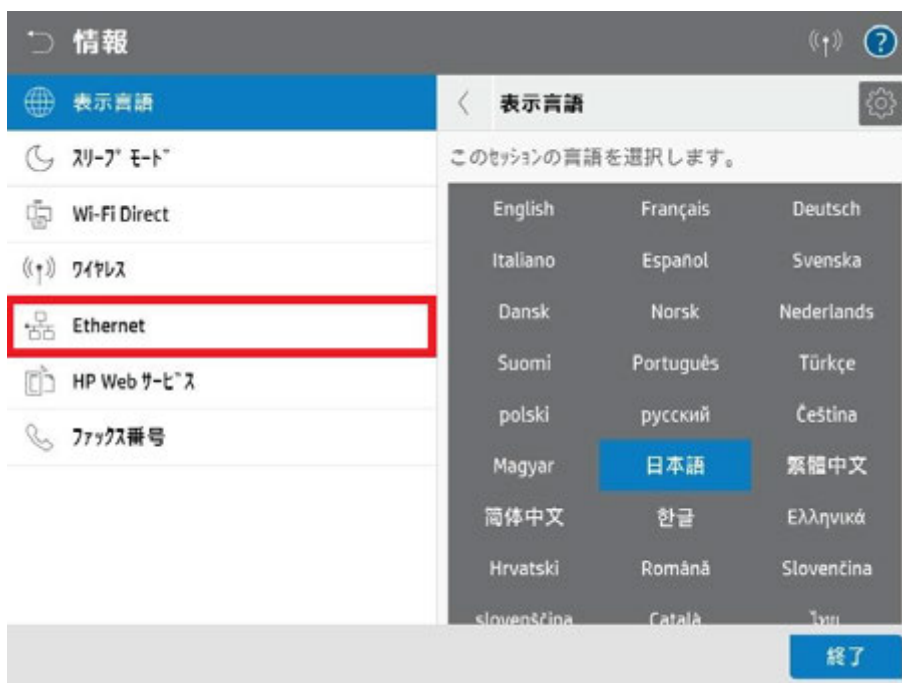 情報
?
表示言語
ｽﾘｰﾌﾟ ﾓｰﾄﾞ
Wi-Fi Direct
ﾜｲﾔﾚｽ
Ethernet
HP Web ｻｰﾋﾞｽ
ﾌｧｯｸｽ番号
表示言語
このｾｯｼｮﾝの言語を選択します。
English Français Deutsch
Italiano Español Svenska
Dansk Norsk Nederlands
Suomi Português Türkçe
polski русский Čeština
Magyar 日本語 繁體中文
简体中文 한글 Ελληνικά
Hrvatski Română Slovenčina
slovenščina Català ไทย
終了